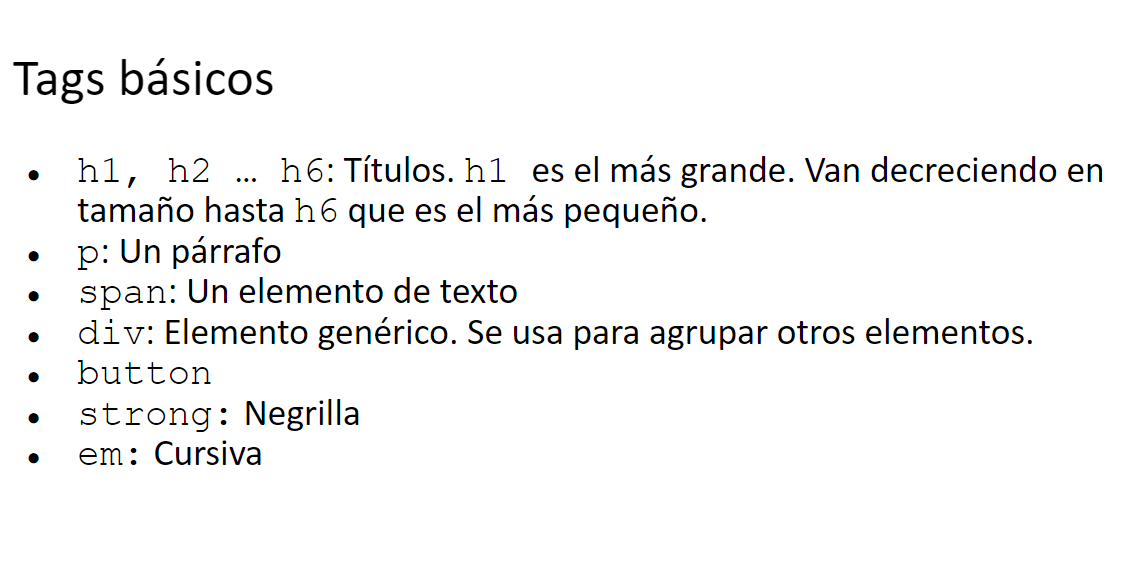 Tags básicos
• h1, h2 … h6: Títulos. h1 es el más grande. Van decreciendo en
tamaño hasta h6 que es el más pequeño.
• p: Un párrafo
• span: Un elemento de texto
• div: Elemento genérico. Se usa para agrupar otros elementos.
• button
• strong: Negrilla
• em: Cursiva